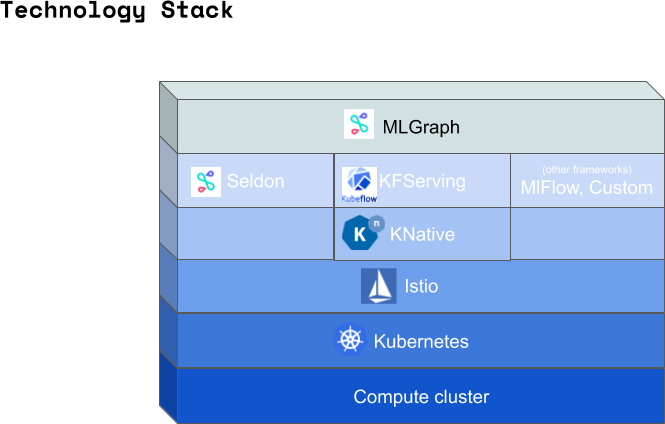 Technology Stack
MLGraph
Seldon
KFServing
Kubeflow
(other frameworks)
MlFlow, Custom
n
K
KNative
Istio
Kubernetes
Compute cluster